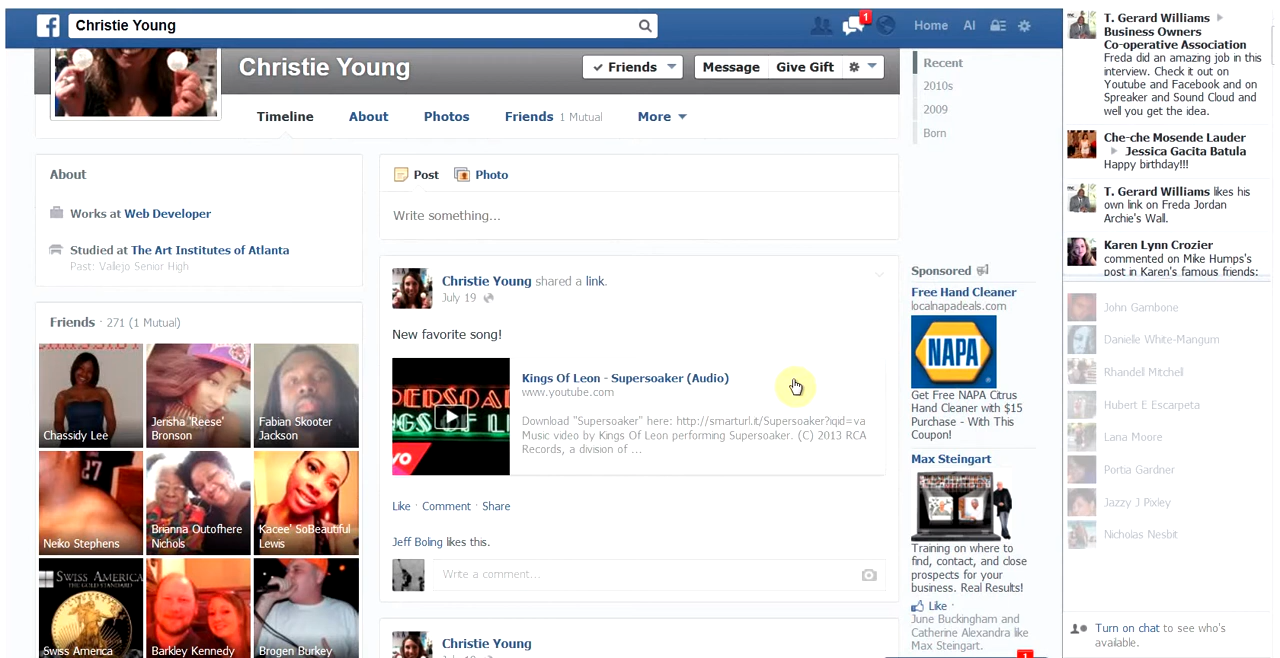 Christie Young
1
Home
AI
Christie Young
Friends
Message
Give Gift
Timeline
About
Photos
Friends 1 Mutual
More
Recent
2010s
2009
Born
About
Works at Web Developer
Studied at The Art Institutes of Atlanta
Past: Vallejo Senior High
Friends · 271 (1 Mutual)
Chassidy Lee
Jerisha 'Reese'
Bronson
Fabian Skooter
Jackson
Neiko Stephens
Brianna Outofhere
Nichols
Kacee' SoBeautiful
Lewis
SWISS AMERICA
Swiss America
Barkley Kennedy
Brogen Burkey
Post
Photo
Write something...
Christie Young shared a link.
July 19
New favorite song!
Kings Of Leon - Supersoaker (Audio)
www.youtube.com
Download "Supersoaker" here: http://smarturl.it/Supersoaker?iqid=va
Music video by Kings Of Leon performing Supersoaker. (C) 2013 RCA
Records, a division of ...
Like · Comment · Share
Jeff Boling likes this.
Write a comment...
Christie Young
Sponsored
Free Hand Cleaner
localnapadeals.com
NAPA
Get Free NAPA Citrus
Hand Cleaner with $15
Purchase - With This
Coupon!
Max Steingart
Training on where to
find, contact, and close
prospects for your
business. Real Results!
Like ·
June Buckingham and
Catherine Alexandra like
Max Steingart.
T. Gerard Williams
Business Owners
Co-operative Association
Freda did an amazing job in this
interview. Check it out on
Youtube and Facebook and on
Spreaker and Sound Cloud and
well you get the idea.
Che-che Mosende Lauder
Jessica Gacita Batula
Happy birthday!!!
T. Gerard Williams likes his
own link on Freda Jordan
Archie's Wall.
Karen Lynn Crozier
commented on Mike Humps's
post in Karen's famous friends:
John Gambone
Danielle White-Mangum
Rhandell Mitchell
Hubert E Escarpeta
Lana Moore
Portia Gardner
Jazzy J Pixley
Nicholas Nesbit
Turn on chat to see who's
available.
1